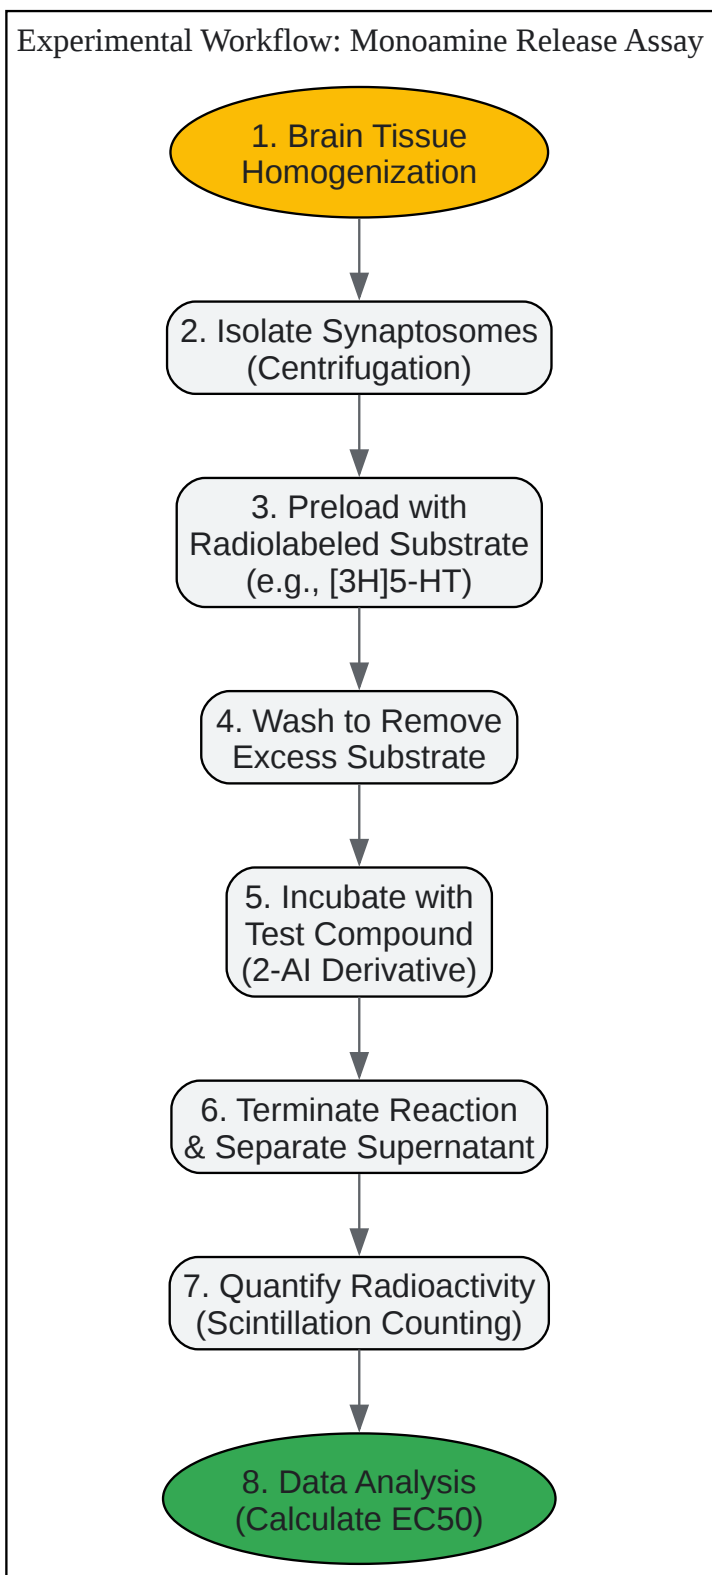 Experimental Workflow: Monoamine Release Assay
1. Brain Tissue
Homogenization
2. Isolate Synaptosomes
(Centrifugation)
3. Preload with
Radiolabeled Substrate
(e.g., [3H]5-HT)
4. Wash to Remove
Excess Substrate
5. Incubate with
Test Compound
(2-AI Derivative)
6. Terminate Reaction
& Separate Supernatant
7. Quantify Radioactivity
(Scintillation Counting)
8. Data Analysis
(Calculate EC50)